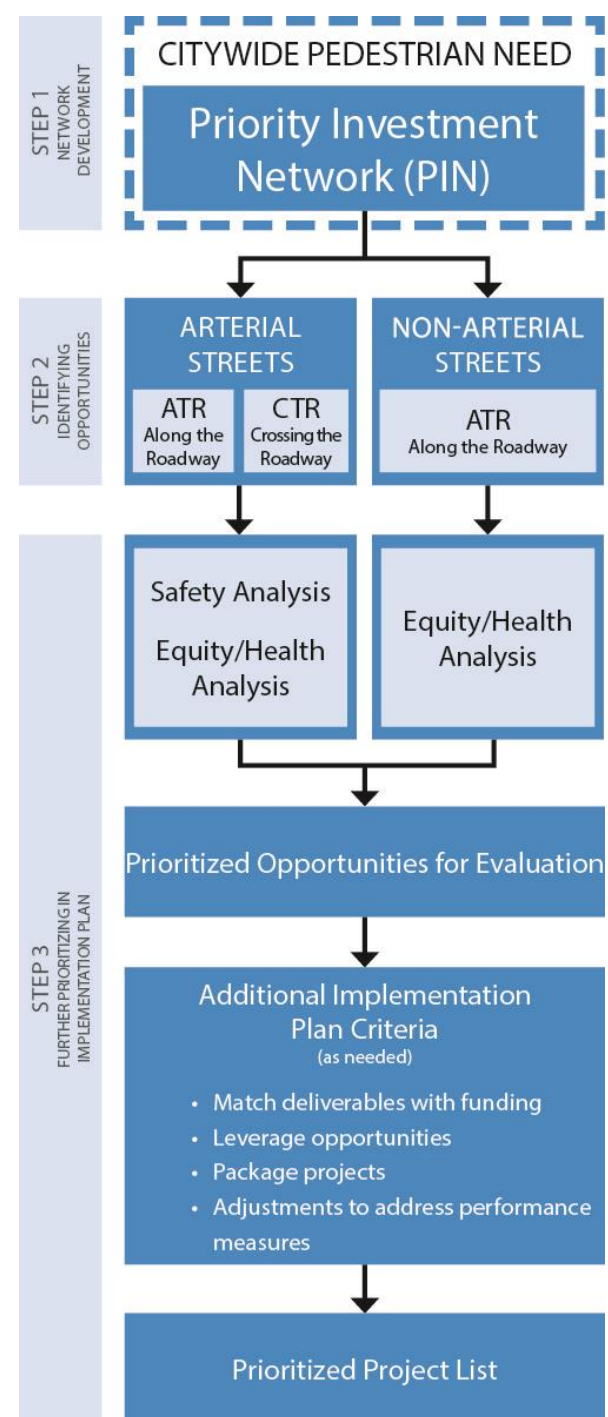 STEP 1
NETWORK
DEVELOPMENT
CITYWIDE PEDESTRIAN NEED
Priority Investment
Network (PIN)
STEP 2
IDENTIFYING
OPPORTUNITIES
ARTERIAL
STREETS
ATR
Along the
Roadway
CTR
Crossing the
Roadway
NON-ARTERIAL
STREETS
ATR
Along the Roadway
STEP 3
FURTHER PRIORITIZING IN
IMPLEMENTATION PLAN
Safety Analysis
Equity/Health
Analysis
Equity/Health
Analysis
Prioritized Opportunities for Evaluation
Additional Implementation
Plan Criteria
(as needed)
• Match deliverables with funding
• Leverage opportunities
• Package projects
• Adjustments to address performance
measures
Prioritized Project List